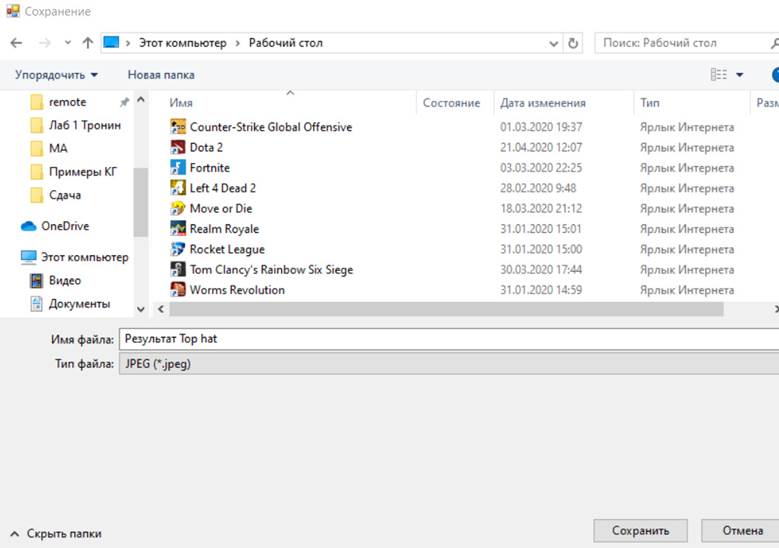 Сохранение
Этот компьютер > Рабочий стол
Поиск: Рабочий стол
Упорядочить
Новая папка
remote
Лаб 1 Тронин
МА
Примеры КГ
Сдача
OneDrive
Этот компьютер
Видео
Документы
Имя Состояние Дата изменения Тип Разм
Counter-Strike Global Offensive 01.03.2020 19:37 Ярлык Интернета
Dota 2 21.04.2020 12:07 Ярлык Интернета
Fortnite 03.03.2020 22:25 Ярлык Интернета
Left 4 Dead 2 28.02.2020 9:48 Ярлык Интернета
Move or Die 18.03.2020 21:12 Ярлык Интернета
Realm Royale 31.01.2020 15:01 Ярлык Интернета
Rocket League 31.01.2020 15:00 Ярлык Интернета
Tom Clancy's Rainbow Six Siege 30.03.2020 17:44 Ярлык Интернета
Worms Revolution 31.01.2020 14:59 Ярлык Интернета
Имя файла: Результат Top hat
Тип файла: JPEG (*.jpeg)
Скрыть папки
Сохранить
Отмена